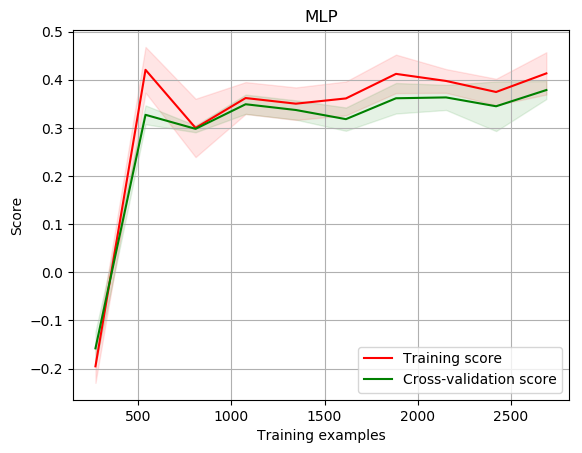 MLP
0.5
0.4
0.3
0.2
0.1
0.0
−0.1
−0.2
Score
500
1000
1500
2000
2500
Training examples
Training score
Cross-validation score